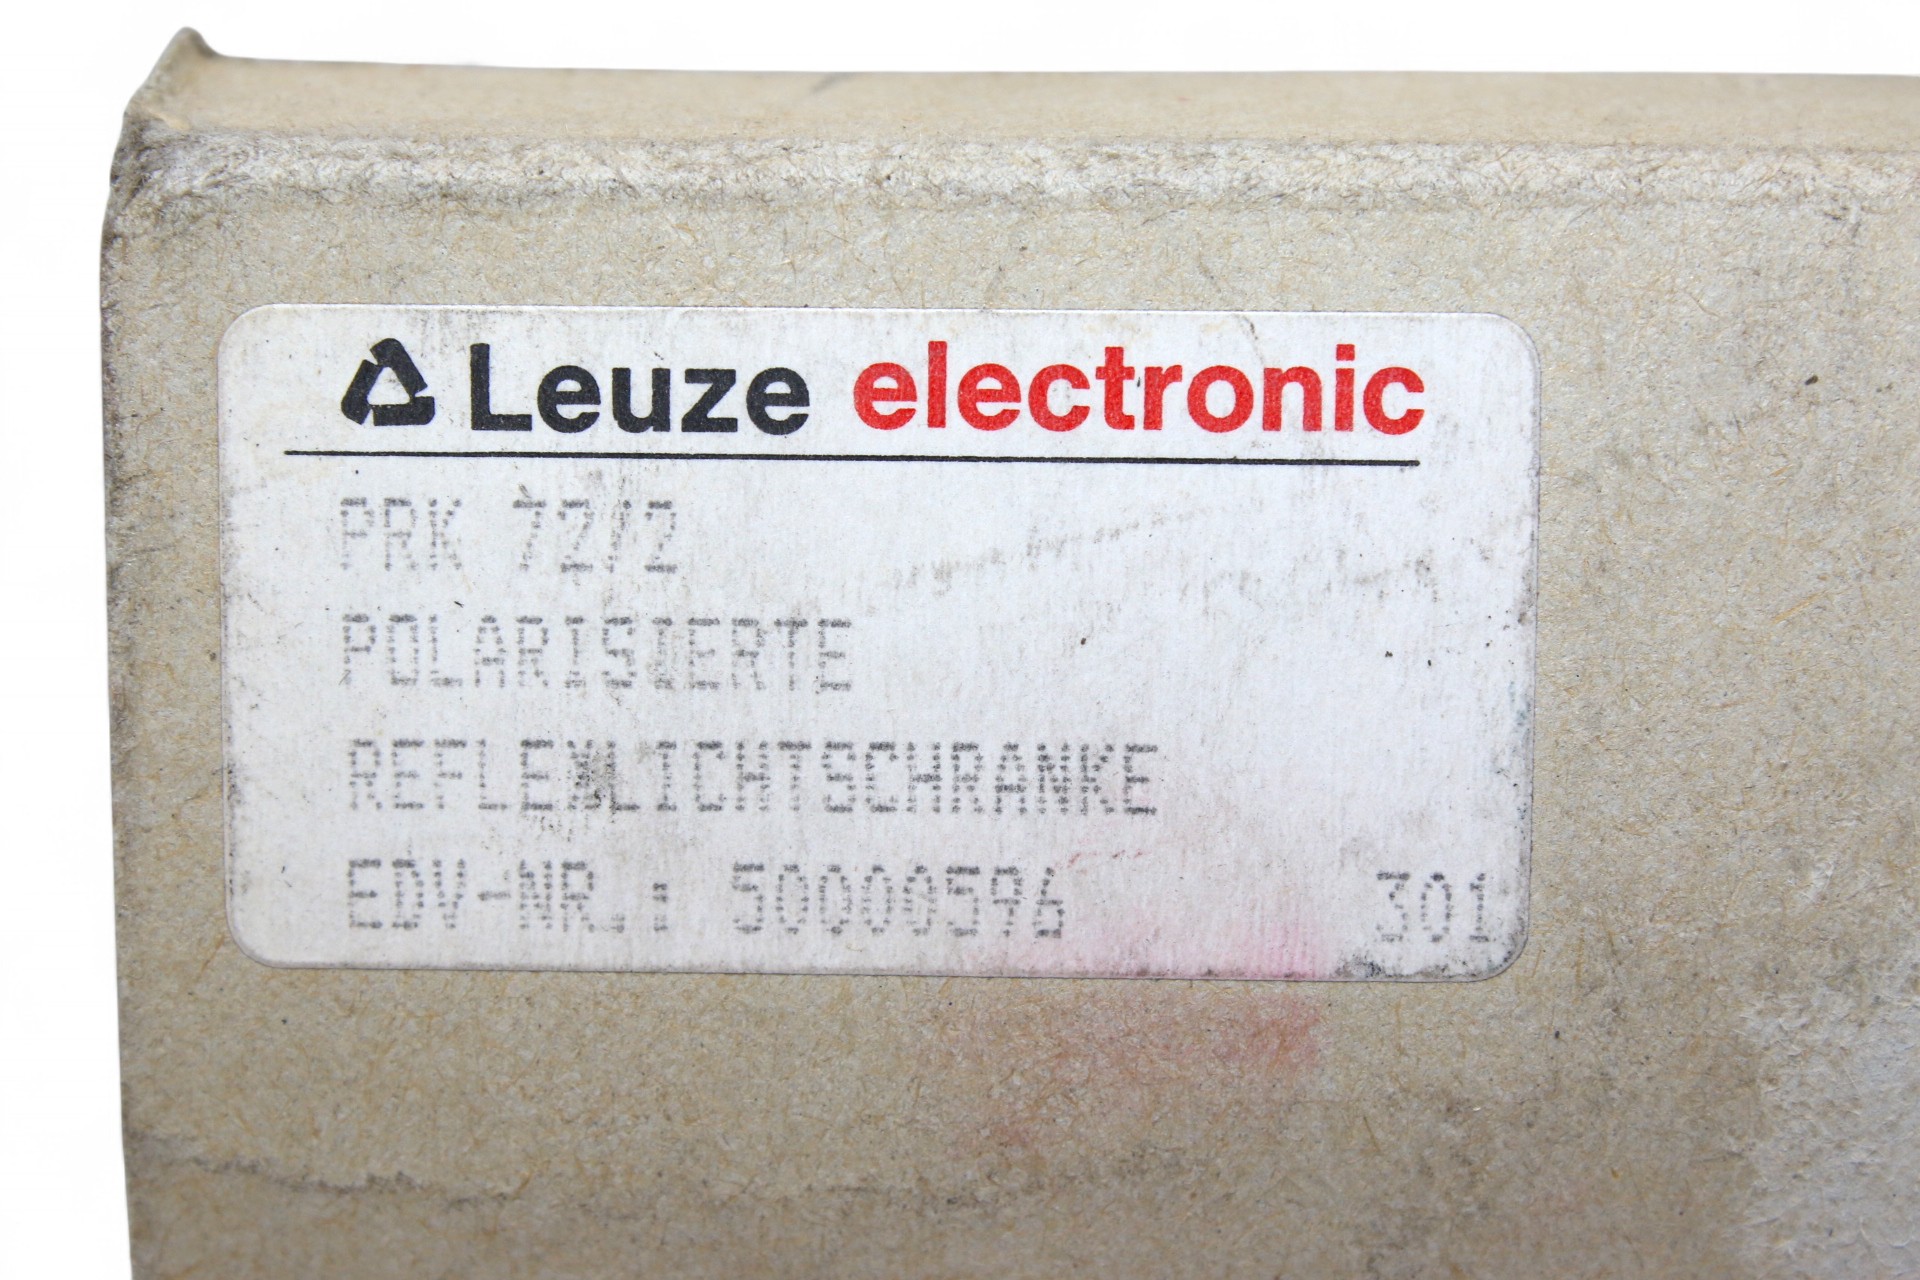 Leuze electronic
PRK 72/2
POLARISIERTE
REFLEXLICHTSCHRANKE
EDV-NR.: 50000596 301